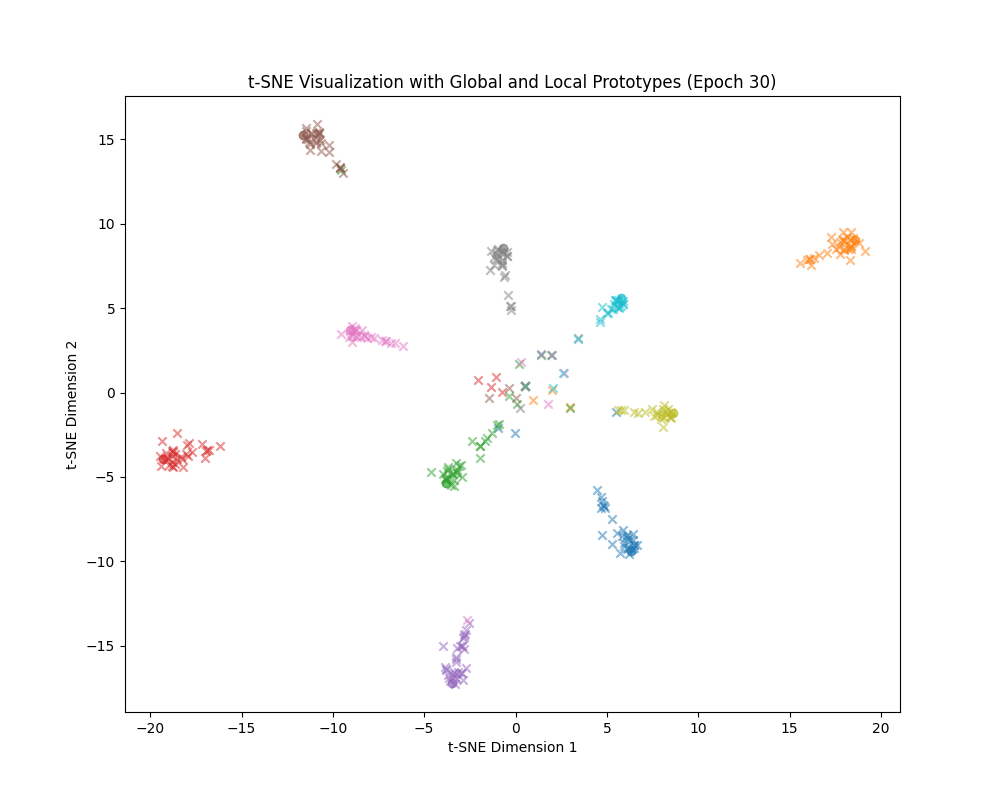 t-SNE Visualization with Global and Local Prototypes (Epoch 30)
15
10
5
0
−5
−10
−15
t-SNE Dimension 2
−20 −15 −10 −5 0 5 10 15 20
t-SNE Dimension 1